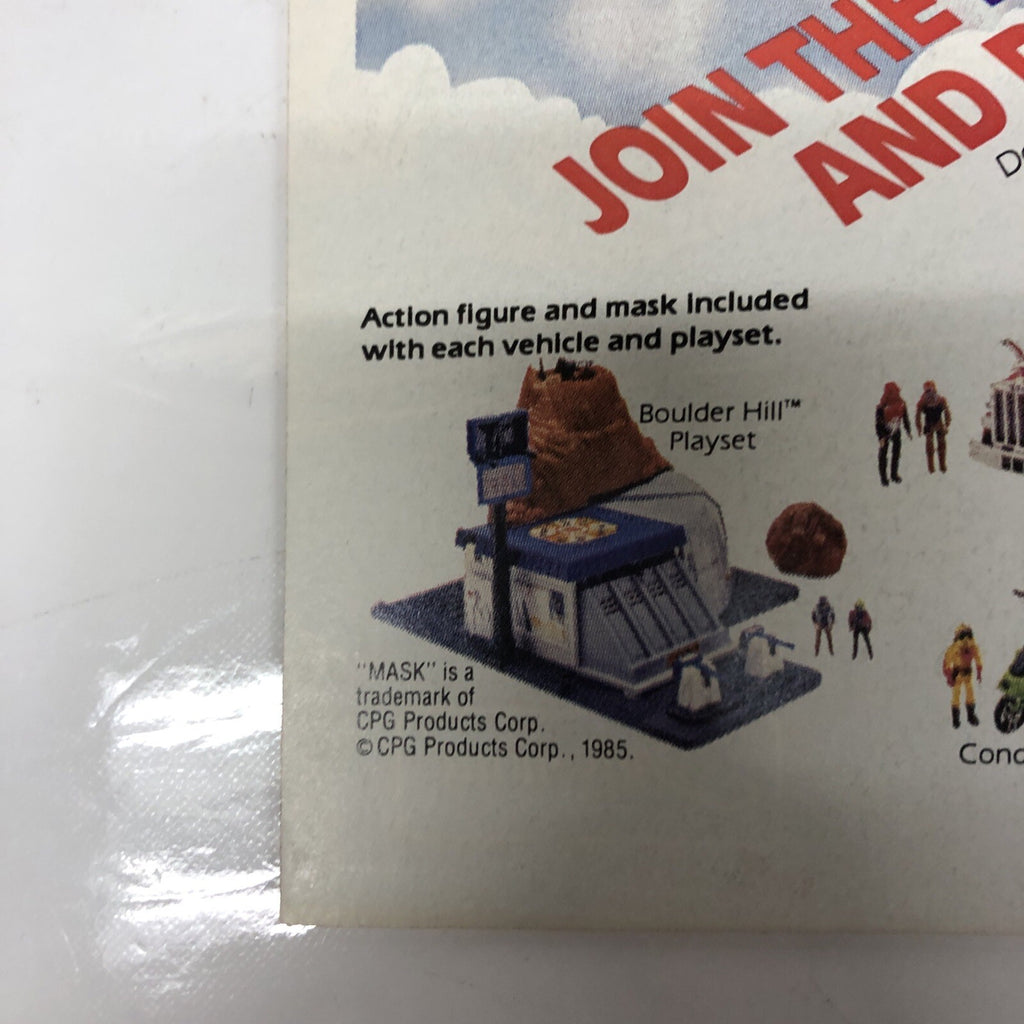 JOIN THE
AND
Action figure and mask included
with each vehicle and playset.
Boulder Hill™
Playset
"MASK" is a
trademark of
CPG Products Corp.
© CPG Products Corp., 1985.